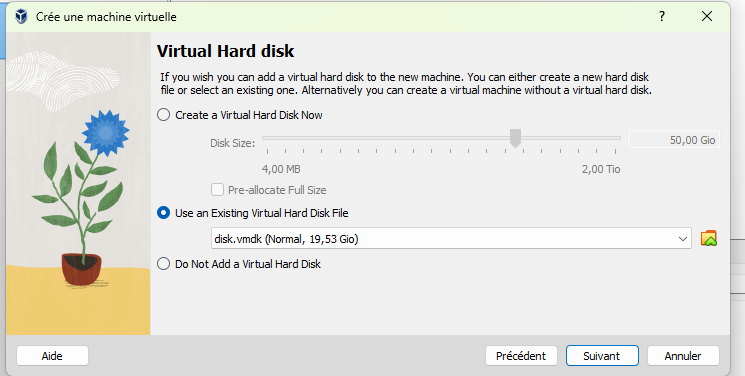 Crée une machine virtuelle
Virtual Hard disk
If you wish you can add a virtual hard disk to the new machine. You can either create a new hard disk
file or select an existing one. Alternatively you can create a virtual machine without a virtual hard disk.
Create a Virtual Hard Disk Now
Disk Size:
50,00 Gio
4,00 MB
2,00 Tio
Pre-allocate Full Size
Use an Existing Virtual Hard Disk File
disk.vmdk (Normal, 19,53 Gio)
Do Not Add a Virtual Hard Disk
Aide
Précédent
Suivant
Annuler